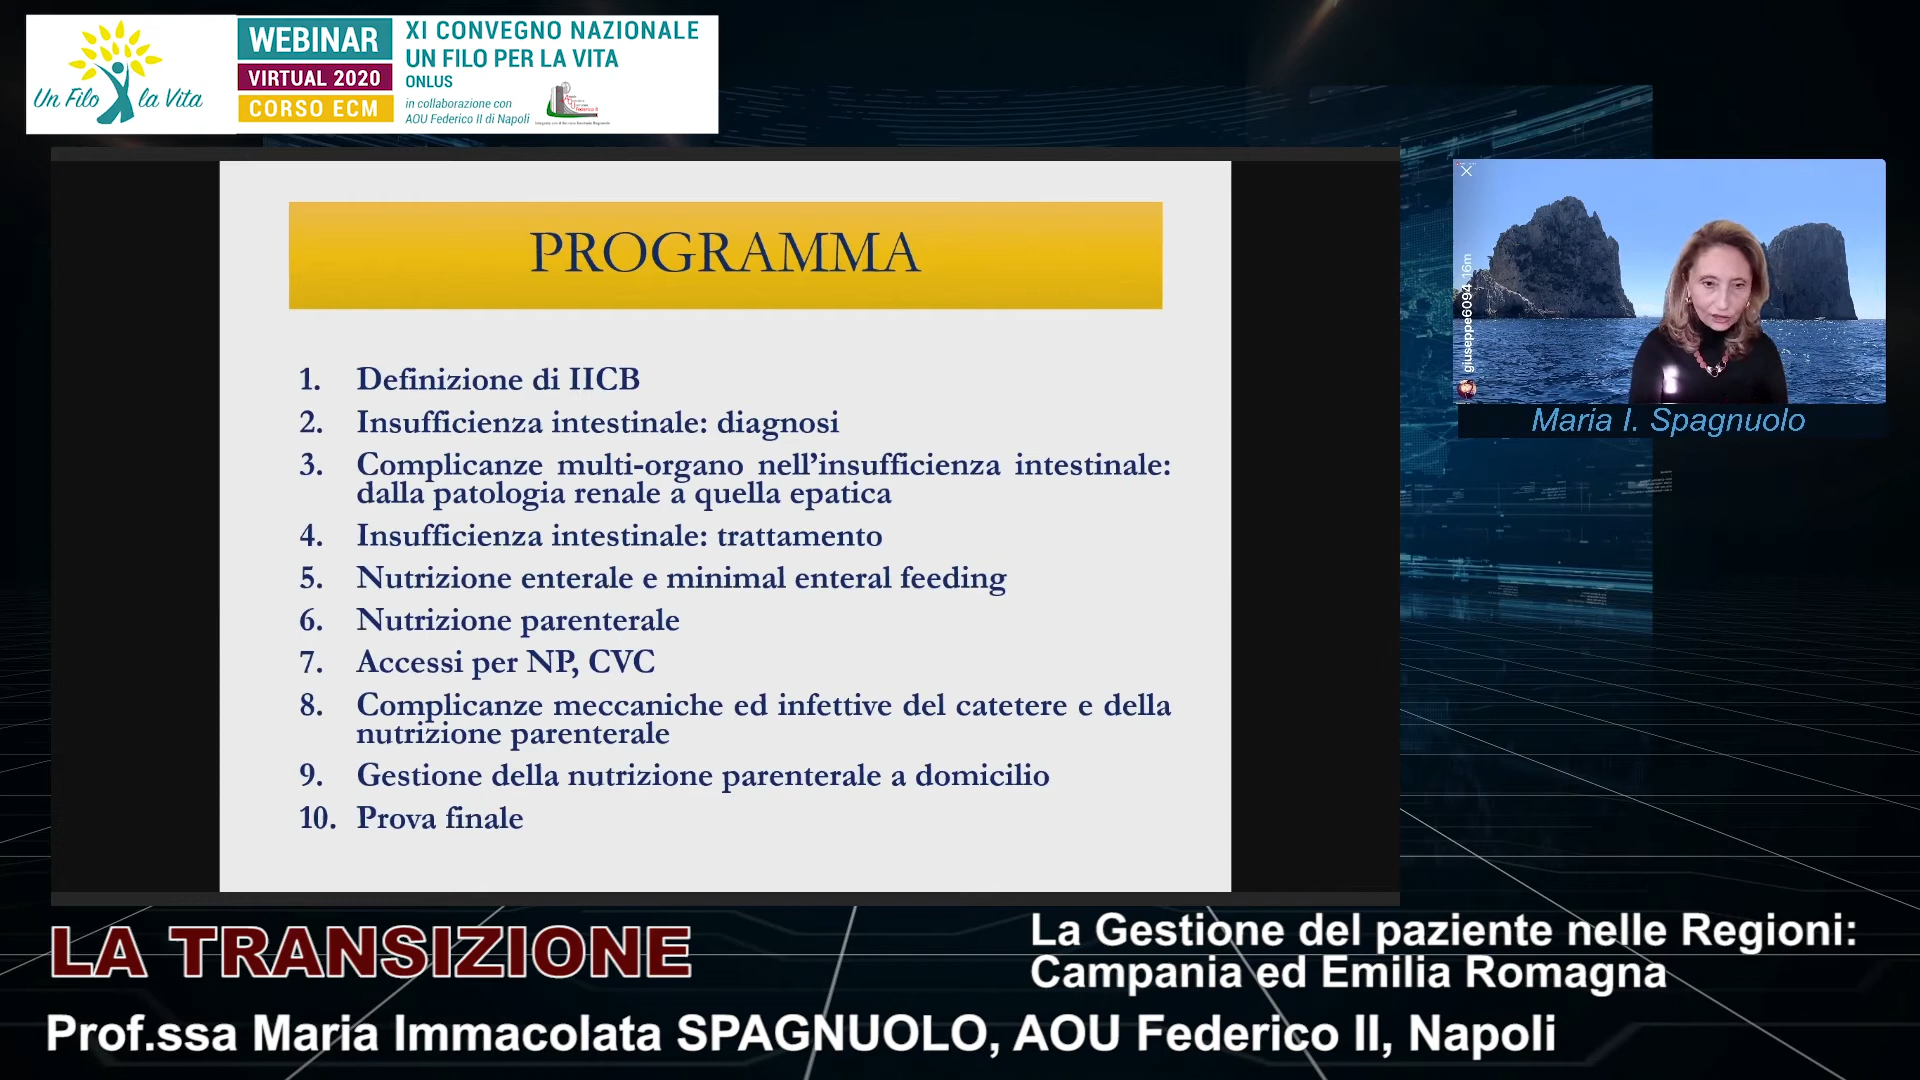 Un Filo la Vita
WEBINAR
VIRTUAL 2020
CORSO ECM
XI CONVEGNO NAZIONALE
UN FILO PER LA VITA
ONLUS
in collaborazione con
AOU Federico II di Napoli
PROGRAMMA
1. Definizione di IICB
2. Insufficienza intestinale: diagnosi
3. Complicanze multi-organo nell’insufficienza intestinale:
dalla patologia renale a quella epatica
4. Insufficienza intestinale: trattamento
5. Nutrizione enterale e minimal enteral feeding
6. Nutrizione parenterale
7. Accessi per NP, CVC
8. Complicanze meccaniche ed infettive del catetere e della
nutrizione parenterale
9. Gestione della nutrizione parenterale a domicilio
10. Prova finale
giuseppe6094 16m
Maria I. Spagnuolo
LA TRANSIZIONE
La Gestione del paziente nelle Regioni:
Campania ed Emilia Romagna
Prof.ssa Maria Immacolata SPAGNUOLO, AOU Federico II, Napoli